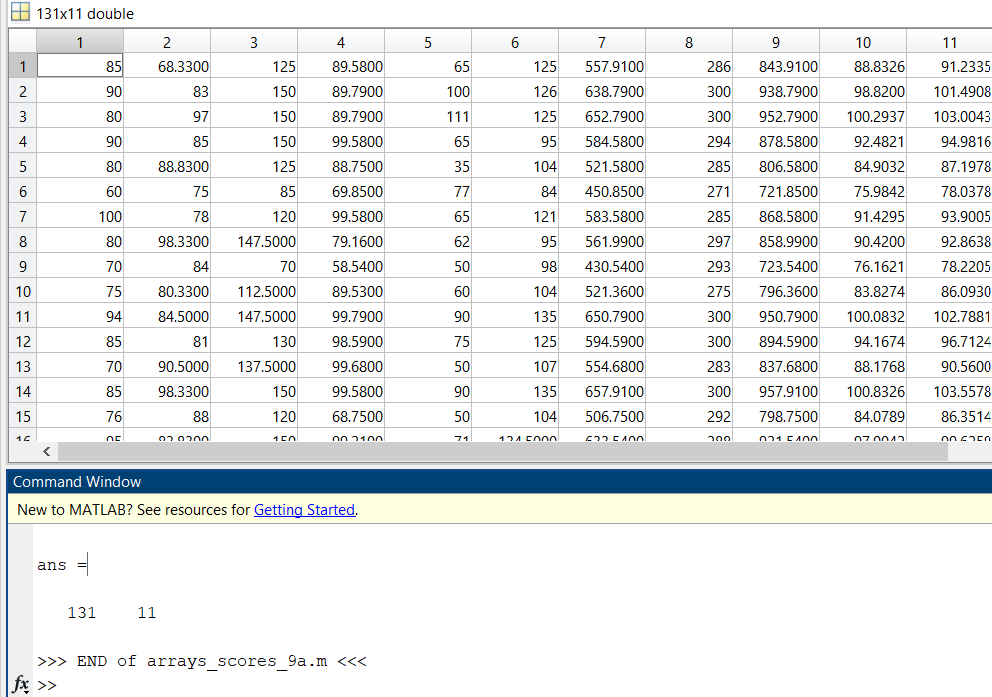 131x11 double
1 2 3 4 5 6 7 8 9 10 11
1 85 68.3300 125 89.5800 65 125 557.9100 286 843.9100 88.8326 91.2335
2 90 83 150 89.7900 100 126 638.7900 300 938.7900 98.8200 101.4908
3 80 97 150 89.7900 111 125 652.7900 300 952.7900 100.2937 103.0043
4 90 85 150 99.5800 65 95 584.5800 294 878.5800 92.4821 94.9816
5 80 88.8300 125 88.7500 35 104 521.5800 285 806.5800 84.9032 87.1978
6 60 75 85 69.8500 77 84 450.8500 271 721.8500 75.9842 78.0378
7 100 78 120 99.5800 65 121 583.5800 285 868.5800 91.4295 93.9005
8 80 98.3300 147.5000 79.1600 62 95 561.9900 297 858.9900 90.4200 92.8638
9 70 84 70 58.5400 50 98 430.5400 293 723.5400 76.1621 78.2205
10 75 80.3300 112.5000 89.5300 60 104 521.3600 275 796.3600 83.8274 86.0930
11 94 84.5000 147.5000 99.7900 90 135 650.7900 300 950.7900 100.0832 102.7881
12 85 81 130 98.5900 75 125 594.5900 300 894.5900 94.1674 96.7124
13 70 90.5000 137.5000 99.6800 50 107 554.6800 283 837.6800 88.1768 90.5600
14 85 98.3300 150 99.5800 90 135 657.9100 300 957.9100 100.8326 103.5578
15 76 88 120 68.7500 50 104 506.7500 292 798.7500 84.0789 86.3514
Command Window
New to MATLAB? See resources for Getting Started.
ans =
131 11
>>> END of arrays_scores_9a.m <<<
fx >>